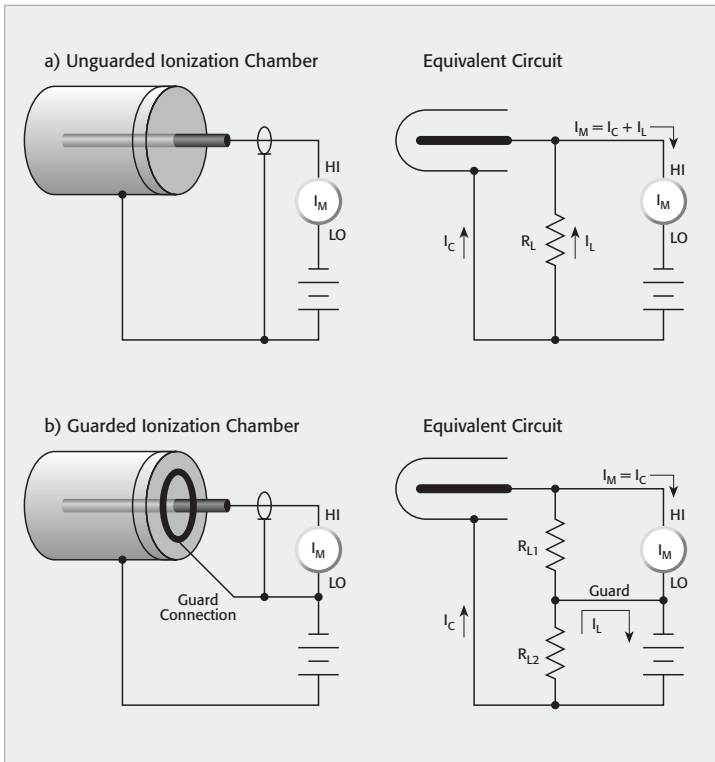 a) Unguarded Ionization Chamber
Equivalent Circuit
HI
I_M
LO
I_M = I_C + I_L
HI
I_C
R_L
I_L
I_M
LO
b) Guarded Ionization Chamber
Equivalent Circuit
HI
I_M
LO
Guard
Connection
I_M = I_C
HI
R_L1
I_M
LO
Guard
I_C
I_L
R_L2